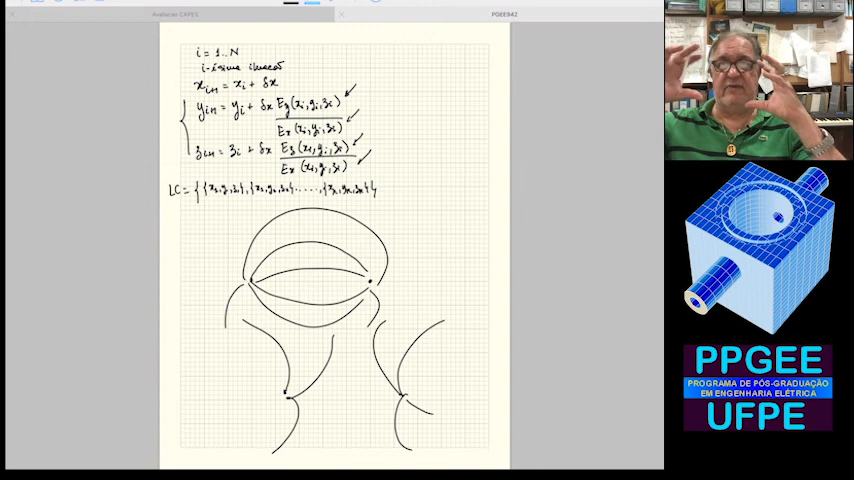 Avaliacao CAPES
PGEE942
i = 1..N
i-ésima iteração
x_{i+1} = x_i + δx
y_{i+1} = y_i + δx E_y(x_i, y_i, z_i)
E_x(x_i, y_i, z_i)
z_{i+1} = z_i + δx E_z(x_i, y_i, z_i)
E_x(x_i, y_i, z_i)
LC = { {x_1, y_1, z_1}, {x_2, y_2, z_2} ....., {x_N, y_N, z_N} }
PPGEE
PROGRAMA DE PÓS-GRADUAÇÃO
EM ENGENHARIA ELÉTRICA
UFPE